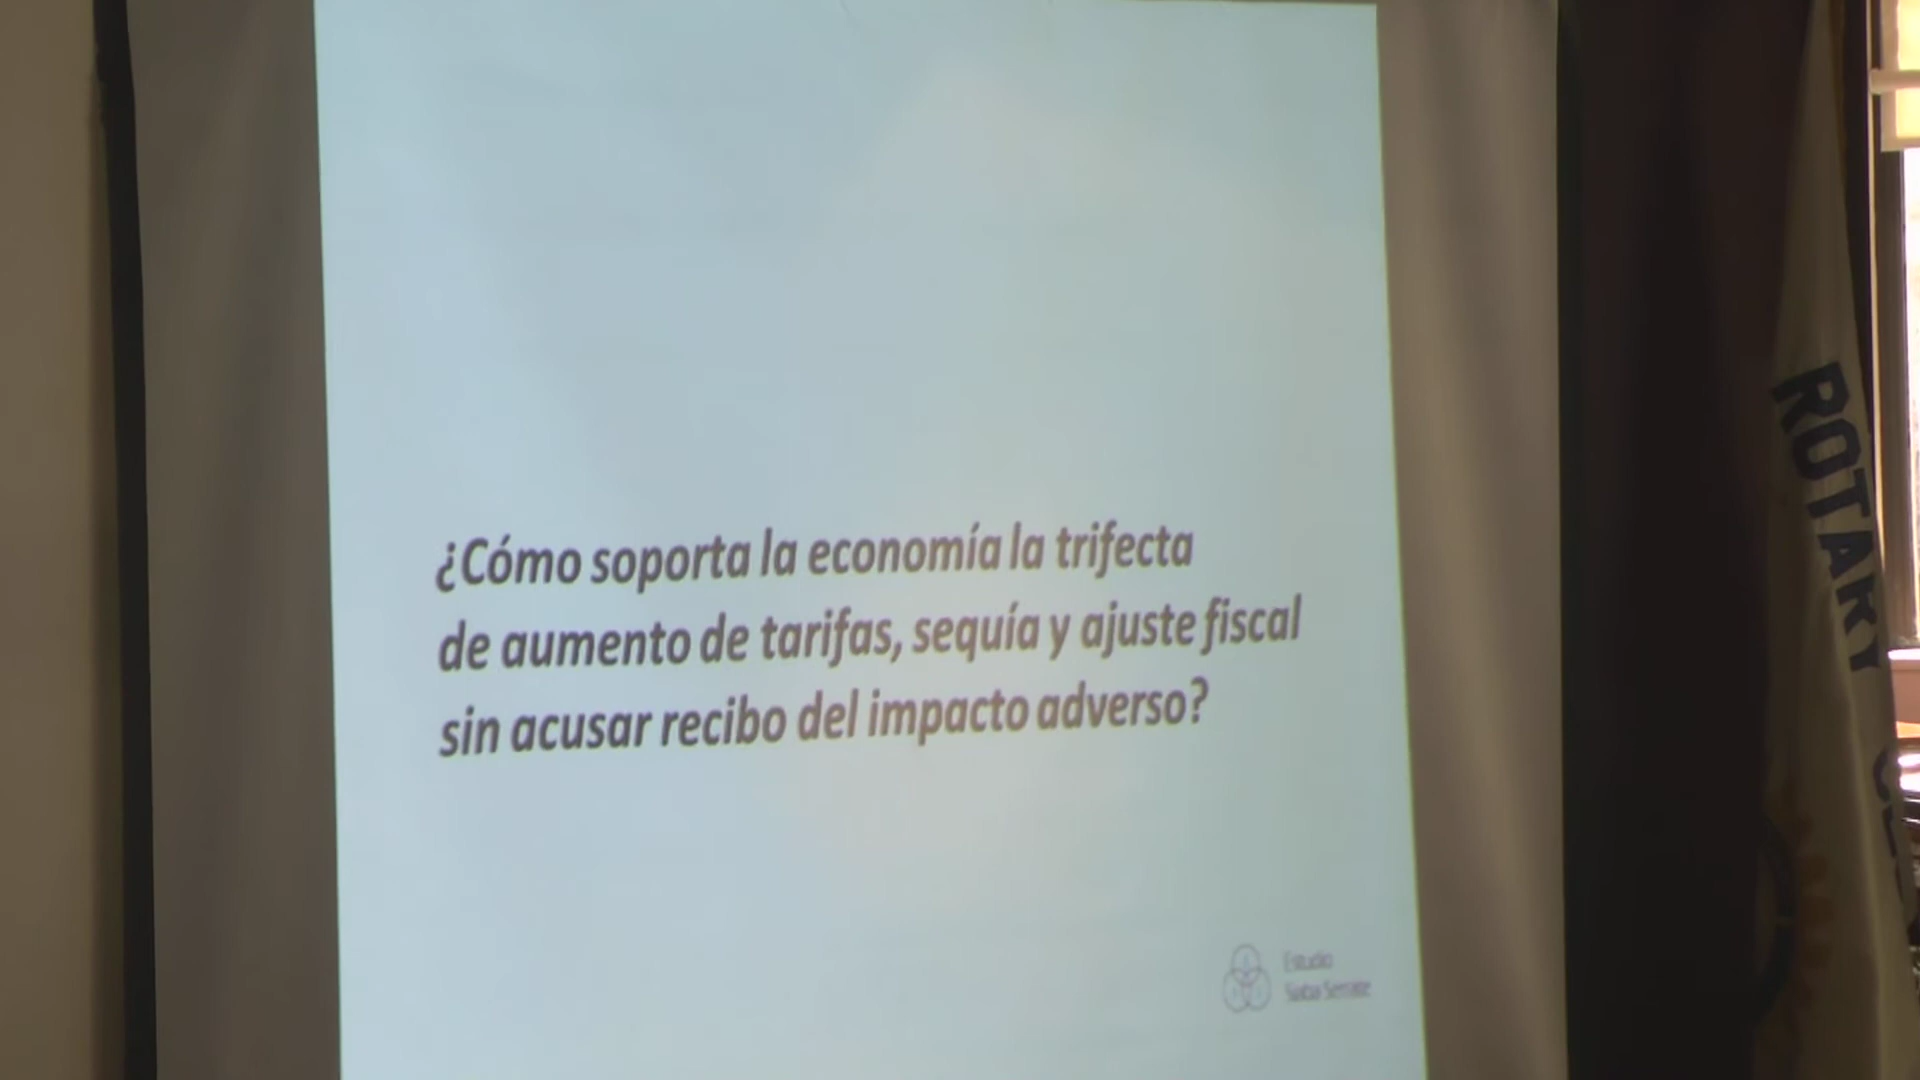 ¿Cómo soporta la economía la trifecta
de aumento de tarifas, sequía y ajuste fiscal
sin acusar recibo del impacto adverso?
Estudio
ROTARY